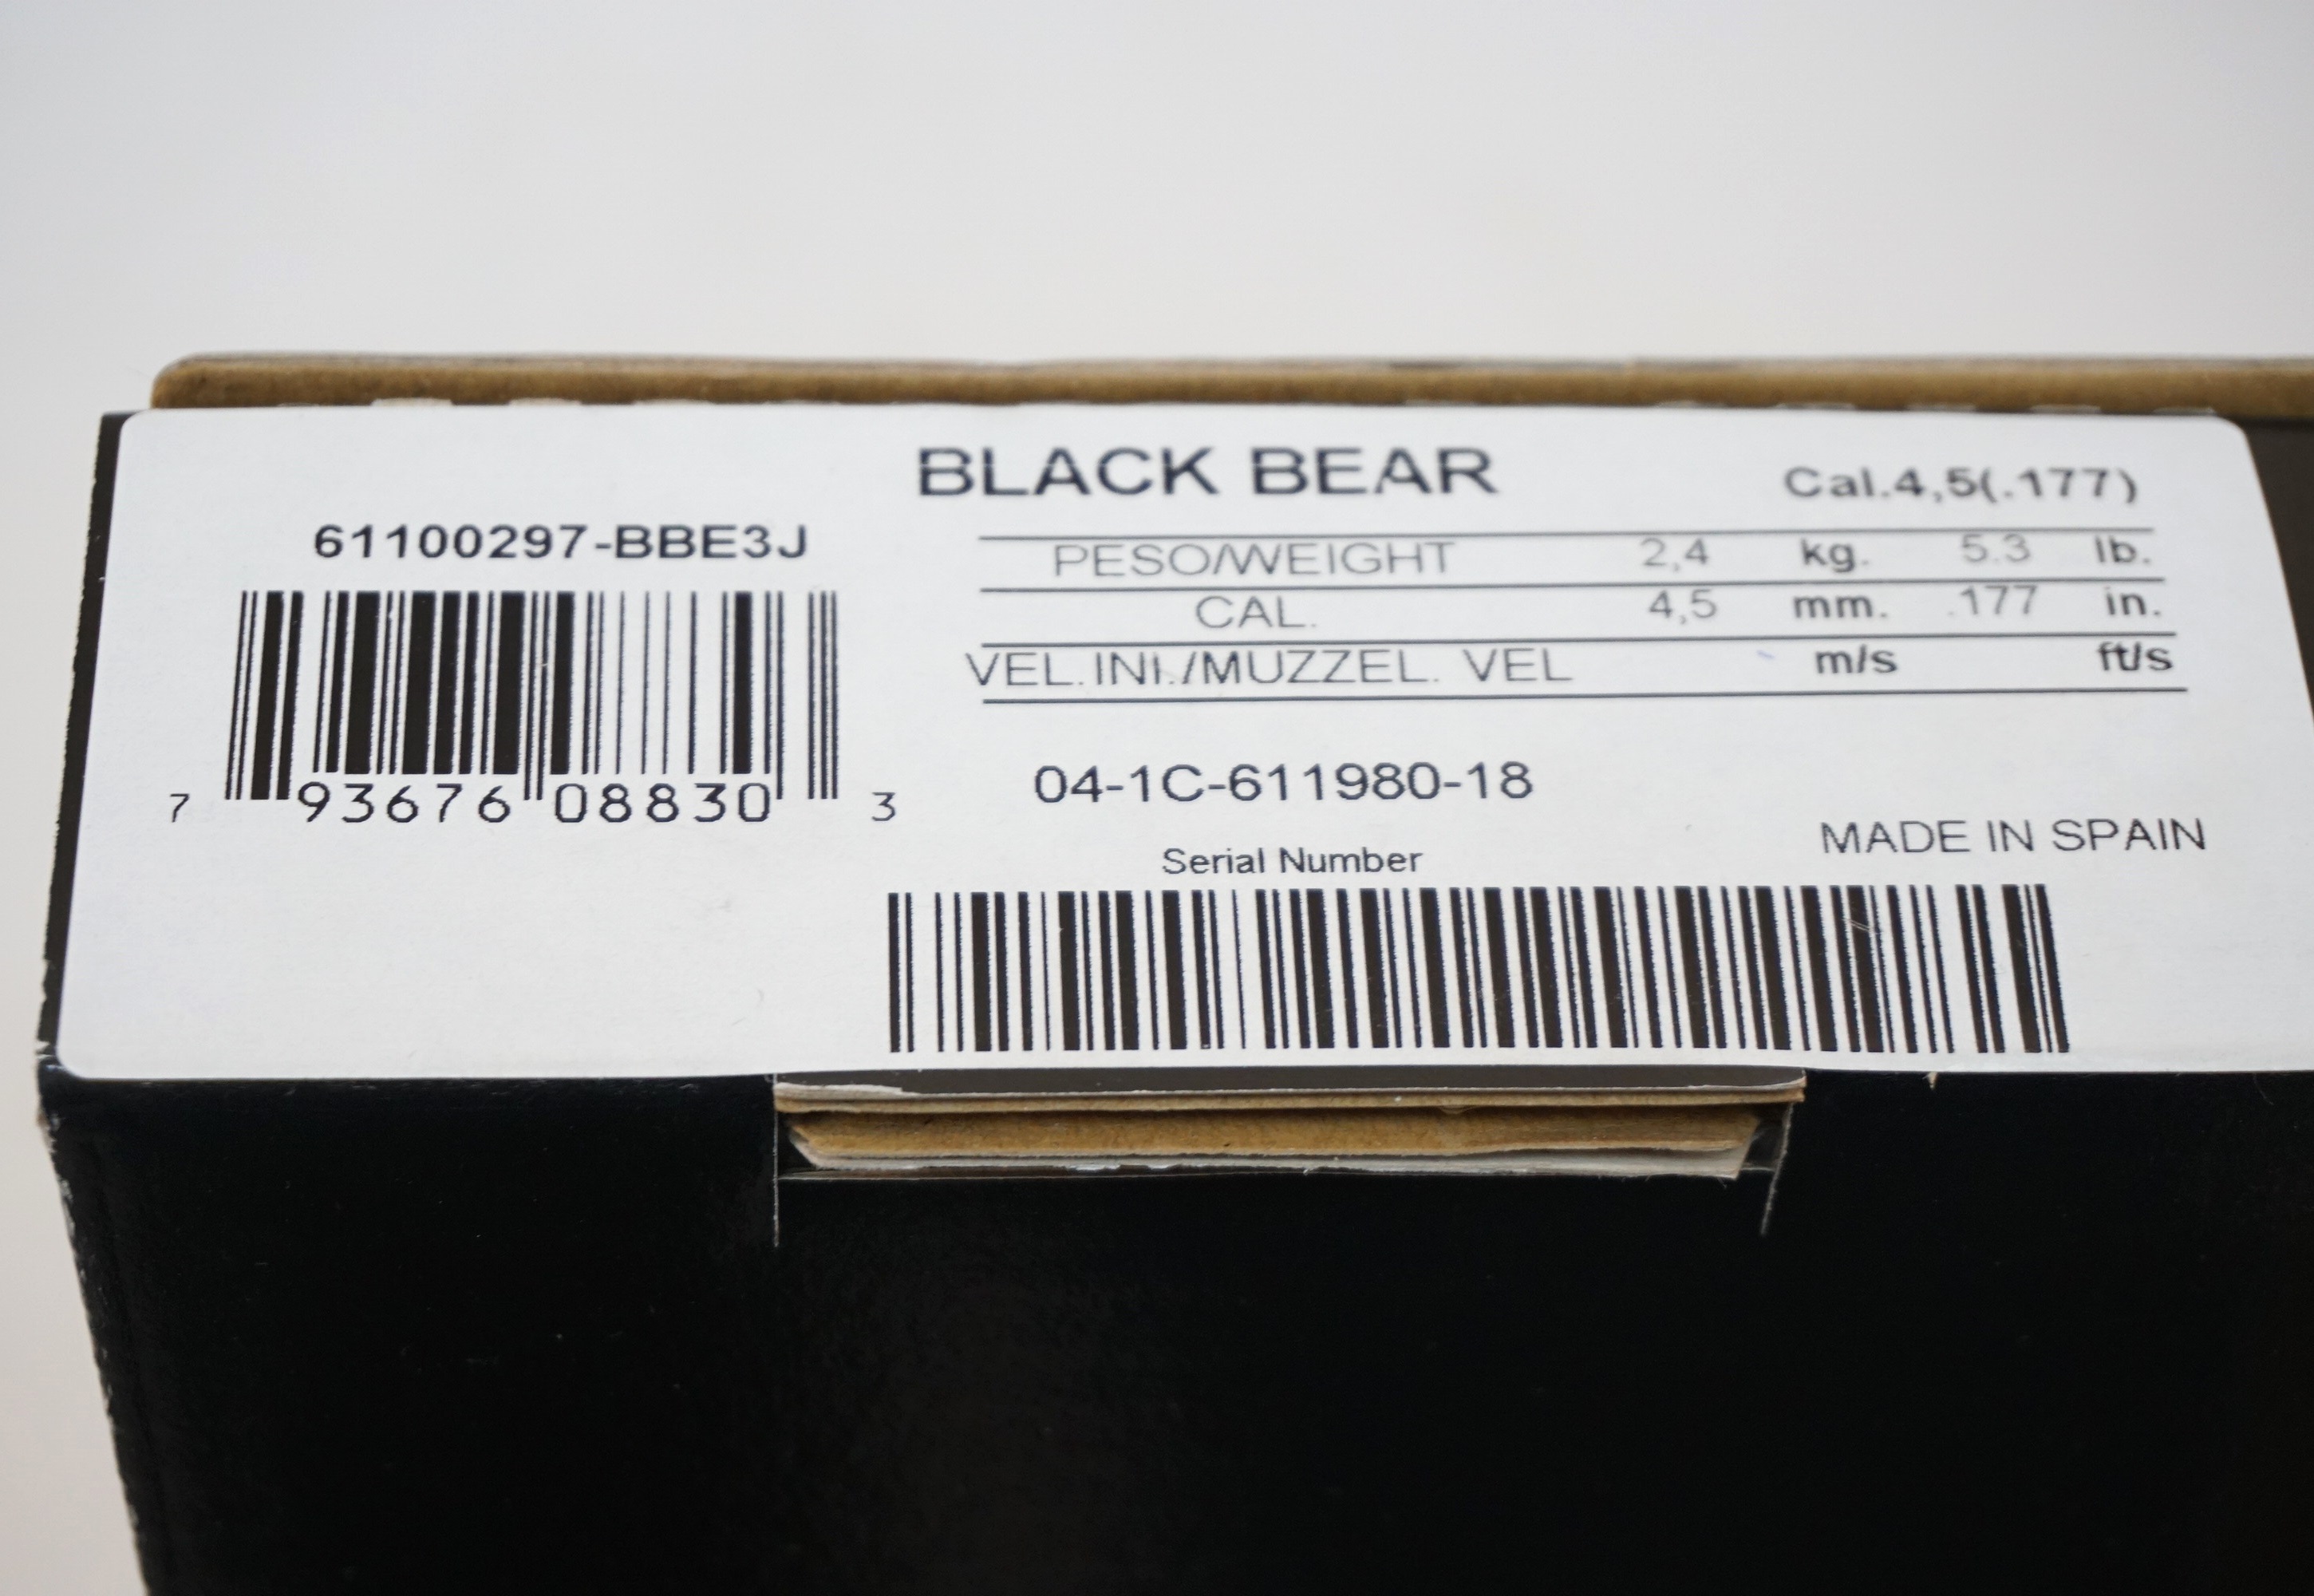 BLACK BEAR
Cal.4,5(.177)
61100297-BBE3J
PESO/WEIGHT 2,4 kg. 5.3 lb.
CAL. 4,5 mm. .177 in.
VEL.INI./MUZZEL. VEL m/s ft/s
7 93676 08830 3
04-1C-611980-18
MADE IN SPAIN
Serial Number